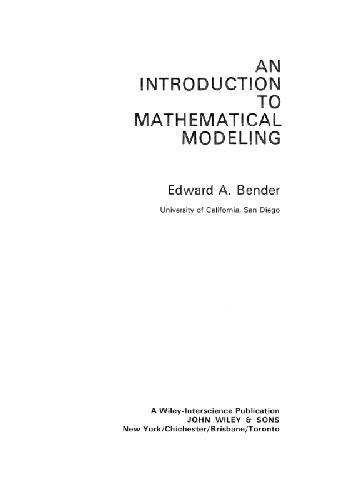 AN
INTRODUCTION
TO
MATHEMATICAL
MODELING
Edward A. Bender
University of California, San Diego
A Wiley-Interscience Publication
JOHN WILEY & SONS
New York/Chichester/Brisbane/Toronto